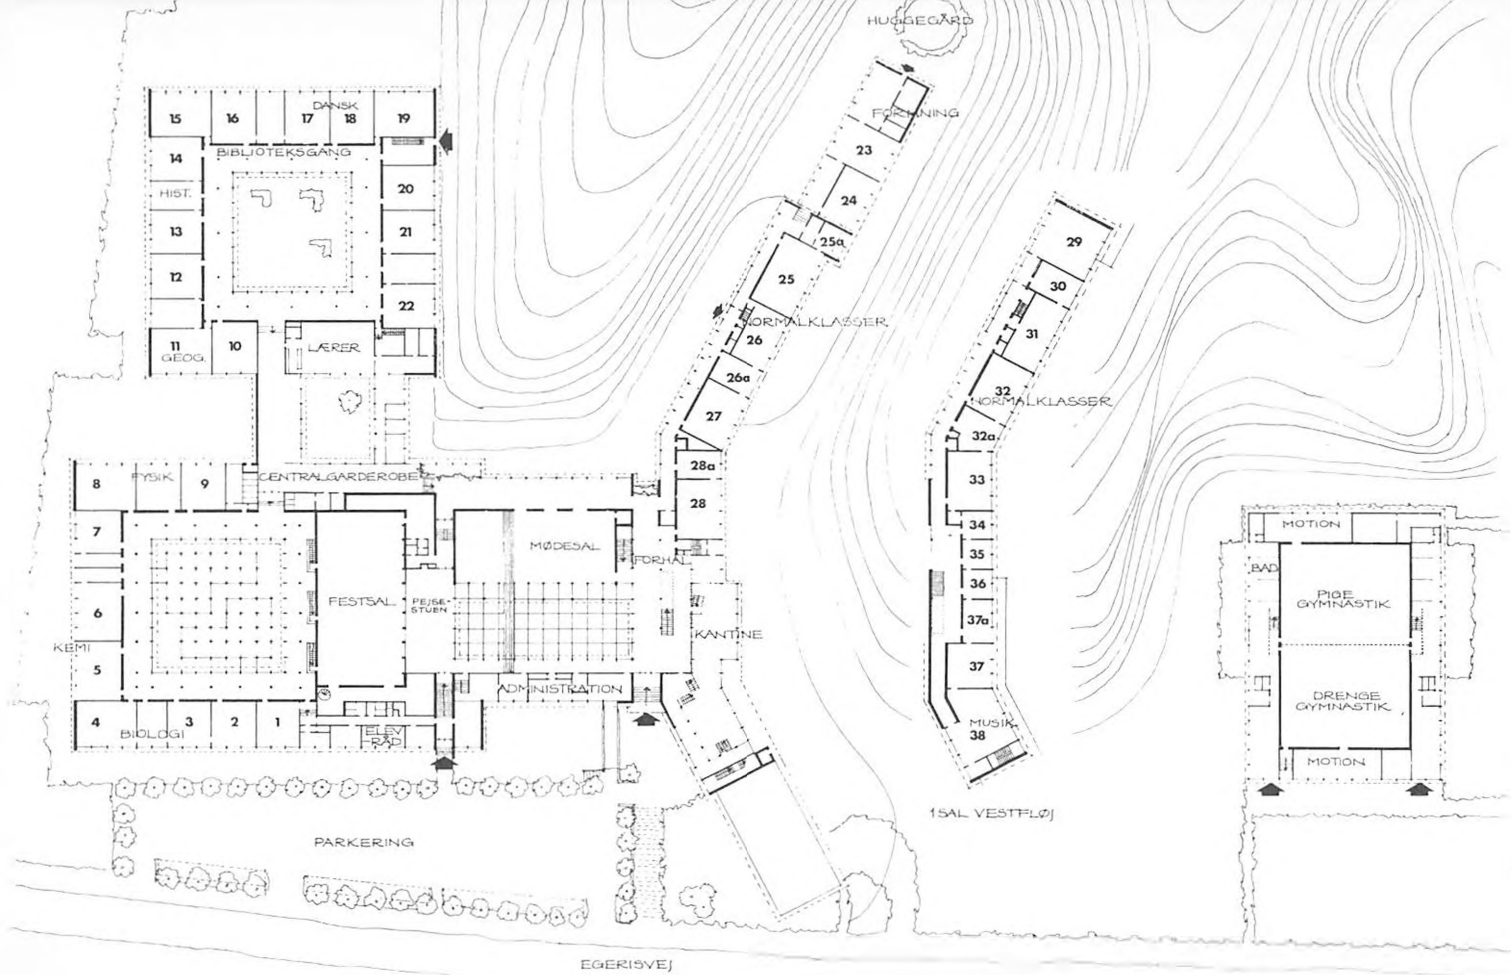 HUGGEGÅRD
FORMNING
23
24
25a
25
NORMALKLASSER
26
26a
27
28a
28
DANSK
15
16
17
18
19
BIBLIOTEKSGANG
14
HIST.
13
12
20
21
22
11
GEOG.
10
LÆRER
8
FYSIK
9
CENTRALGARDEROBE
7
6
KEMI
5
4
BIOLOGI
3
2
1
ELEV
-RÅD
FESTSAL
PEJSE-
STUEN
MØDESAL
FORHAL
KANTINE
ADMINISTRATION
29
30
31
32
NORMALKLASSER
32a
33
34
35
36
37a
37
MUSIK
38
1 SAL VESTFLØJ
MOTION
BAD
PIGE
GYMNASTIK
DRENGE
GYMNASTIK
MOTION
PARKERING
EGERISVEJ